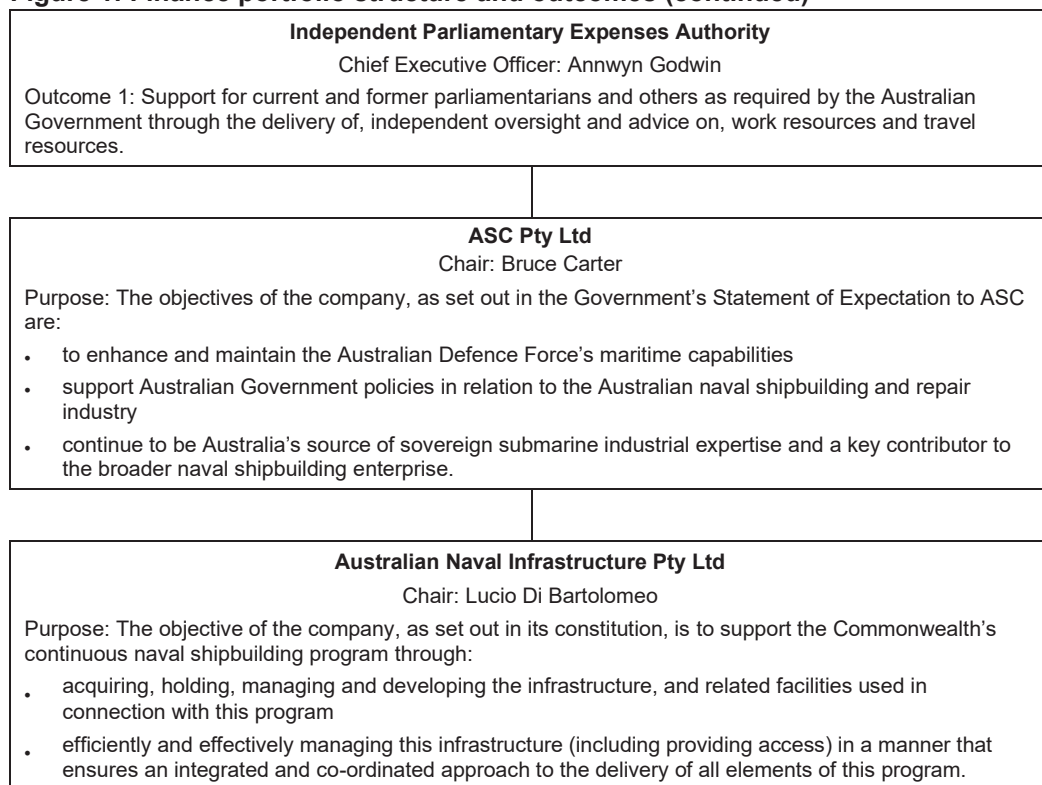 Figure 1: Finance portfolio structure and outcomes (continued)
Independent Parliamentary Expenses Authority
Chief Executive Officer: Annwyn Godwin
Outcome 1: Support for current and former parliamentarians and others as required by the Australian
Government through the delivery of, independent oversight and advice on, work resources and travel
resources.
ASC Pty Ltd
Chair: Bruce Carter
Purpose: The objectives of the company, as set out in the Government's Statement of Expectation to ASC
are:
• to enhance and maintain the Australian Defence Force's maritime capabilities
• support Australian Government policies in relation to the Australian naval shipbuilding and repair
industry
• continue to be Australia's source of sovereign submarine industrial expertise and a key contributor to
the broader naval shipbuilding enterprise.
Australian Naval Infrastructure Pty Ltd
Chair: Lucio Di Bartolomeo
Purpose: The objective of the company, as set out in its constitution, is to support the Commonwealth's
continuous naval shipbuilding program through:
• acquiring, holding, managing and developing the infrastructure, and related facilities used in
connection with this program
• efficiently and effectively managing this infrastructure (including providing access) in a manner that
ensures an integrated and co-ordinated approach to the delivery of all elements of this program.